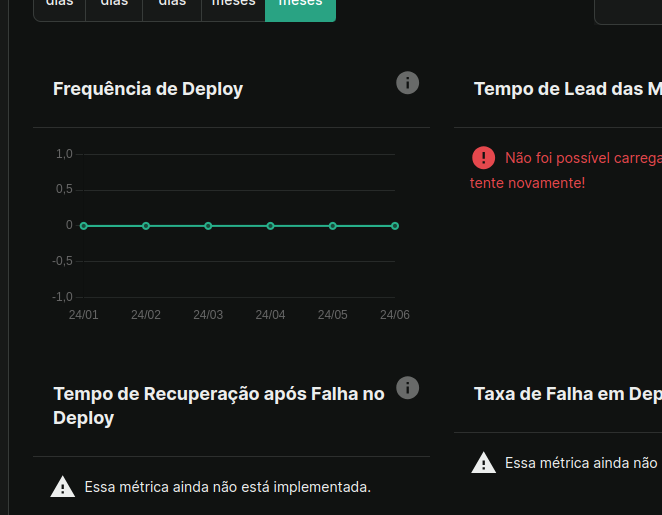 dias dias dias meses meses
Frequência de Deploy
Tempo de Lead das M
1,0
0,5
0
-0,5
-1,0
24/01 24/02 24/03 24/04 24/05 24/06
Não foi possível carrega
tente novamente!
Tempo de Recuperação após Falha no
Deploy
Essa métrica ainda não está implementada.
Taxa de Falha em Dep
Essa métrica ainda não